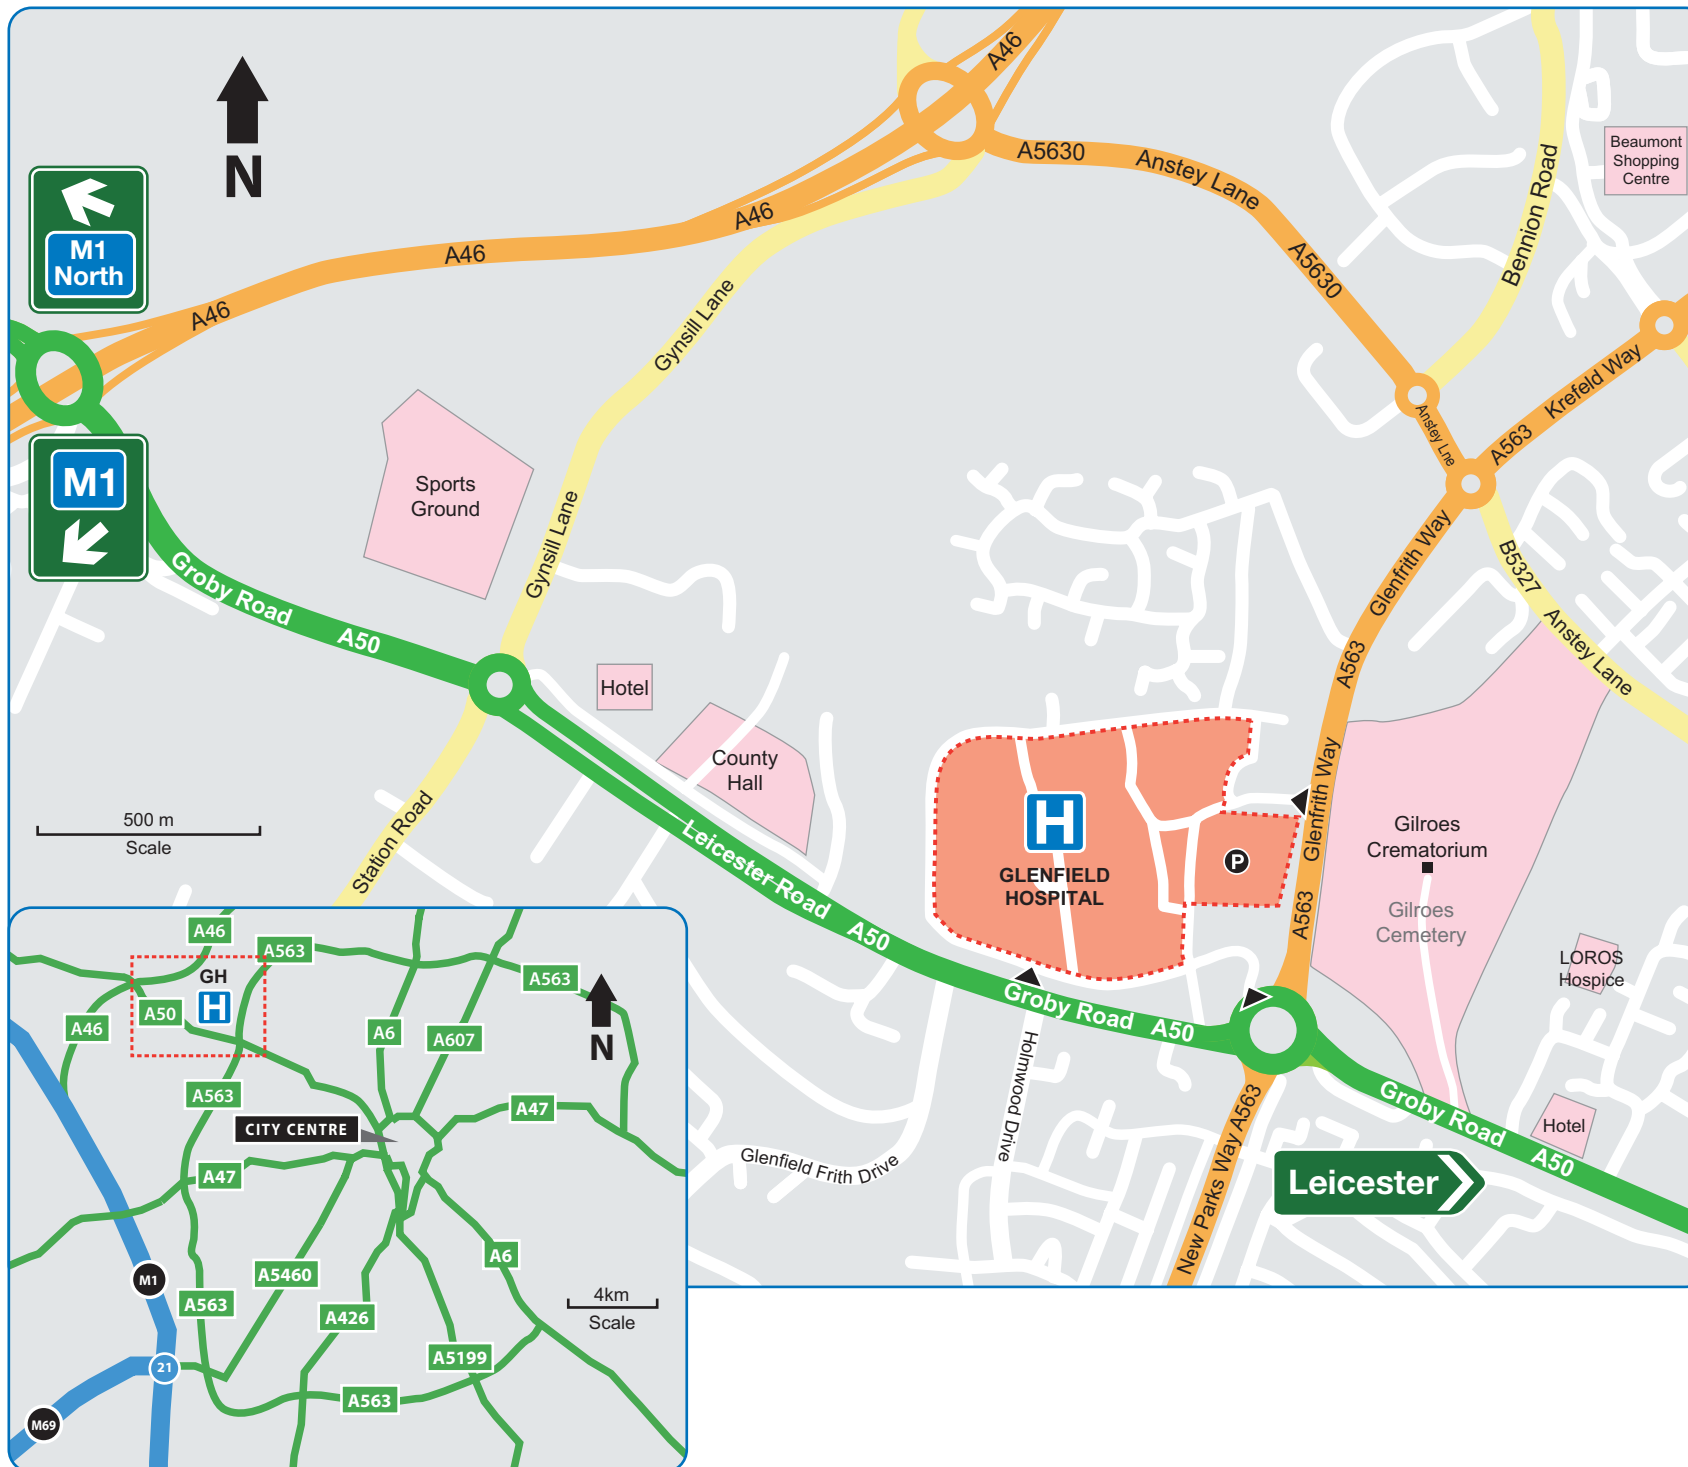 A46
A5630
Anstey Lane
Beaumont
Shopping
Centre
N
Bennion Road
A46
M1
North
A46
A5630
A46
Gynsill Lane
Krefeld Way
Anstey Lne
A563
M1
Sports
Ground
Gynsill Lane
Glenfrith Way
B5327
Anstey Lane
Groby Road
A50
A563
Hotel
County
Hall
Glenfrith Way
500 m
Scale
Station Road
Leicester Road
A50
H
GLENFIELD
HOSPITAL
P
Gilroes
Crematorium
Gilroes
Cemetery
A563
LOROS
Hospice
Groby Road
A50
Holmwood Drive
Groby Road
Hotel
A50
New Parks Way A563
Glenfield Frith Drive
Leicester
A46
A563
GH
H
A563
A46
A50
A6
A607
N
A563
A47
CITY CENTRE
A47
A6
M1
A5460
A563
A426
4km
Scale
21
A5199
A563
M69